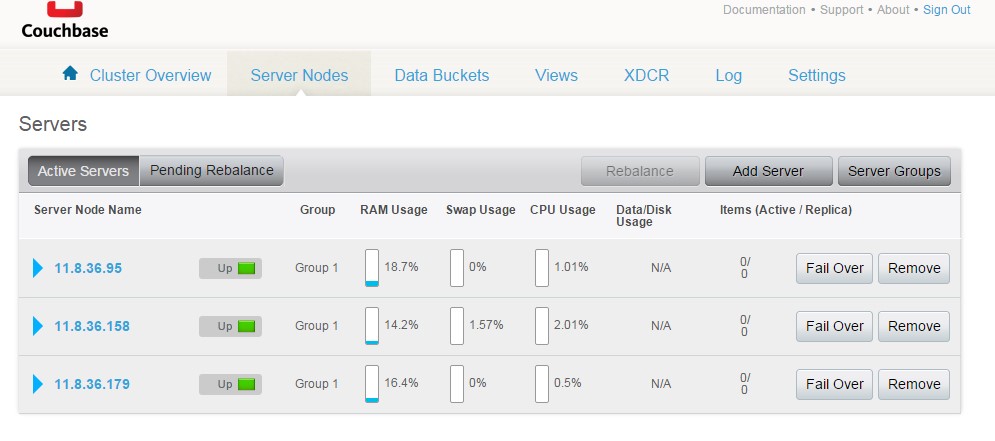 Documentation • Support • About • Sign Out
Couchbase
Cluster Overview Server Nodes Data Buckets Views XDCR Log Settings
Servers
Active Servers Pending Rebalance Rebalance Add Server Server Groups
Server Node Name Group RAM Usage Swap Usage CPU Usage Data/Disk Items (Active / Replica)
Usage
11.8.36.95 Up Group 1 18.7% 0% 1.01% N/A 0/ Fail Over Remove
0
11.8.36.158 Up Group 1 14.2% 1.57% 2.01% N/A 0/ Fail Over Remove
0
11.8.36.179 Up Group 1 16.4% 0% 0.5% N/A 0/ Fail Over Remove
0